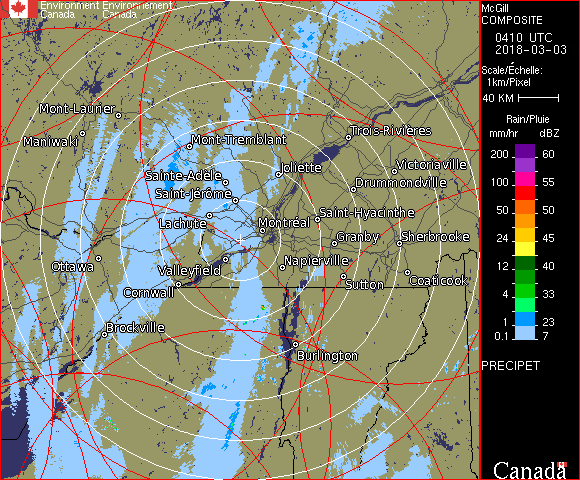 Environment Environnement
Canada Canada
McGill
COMPOSITE
0410 UTC
2018-03-03
Scale/Échelle:
1km/Pixel
40 KM
Rain/Pluie
mm/hr dBZ
200 60
100 55
50 50
24 45
12 40
4 33
1 23
0.1 7
PRECIPET
Canada
Mont-Laurier
Maniwaki
Mont-Tremblant
Trois-Rivières
Sainte-Adèle
Joliette
Victoriaville
Saint-Jérôme
Drummondville
Lachute
Montréal
Saint-Hyacinthe
Granby
Sherbrooke
Ottawa
Valleyfield
Napierville
Cornwall
Sutton
Coaticook
Brockville
Burlington